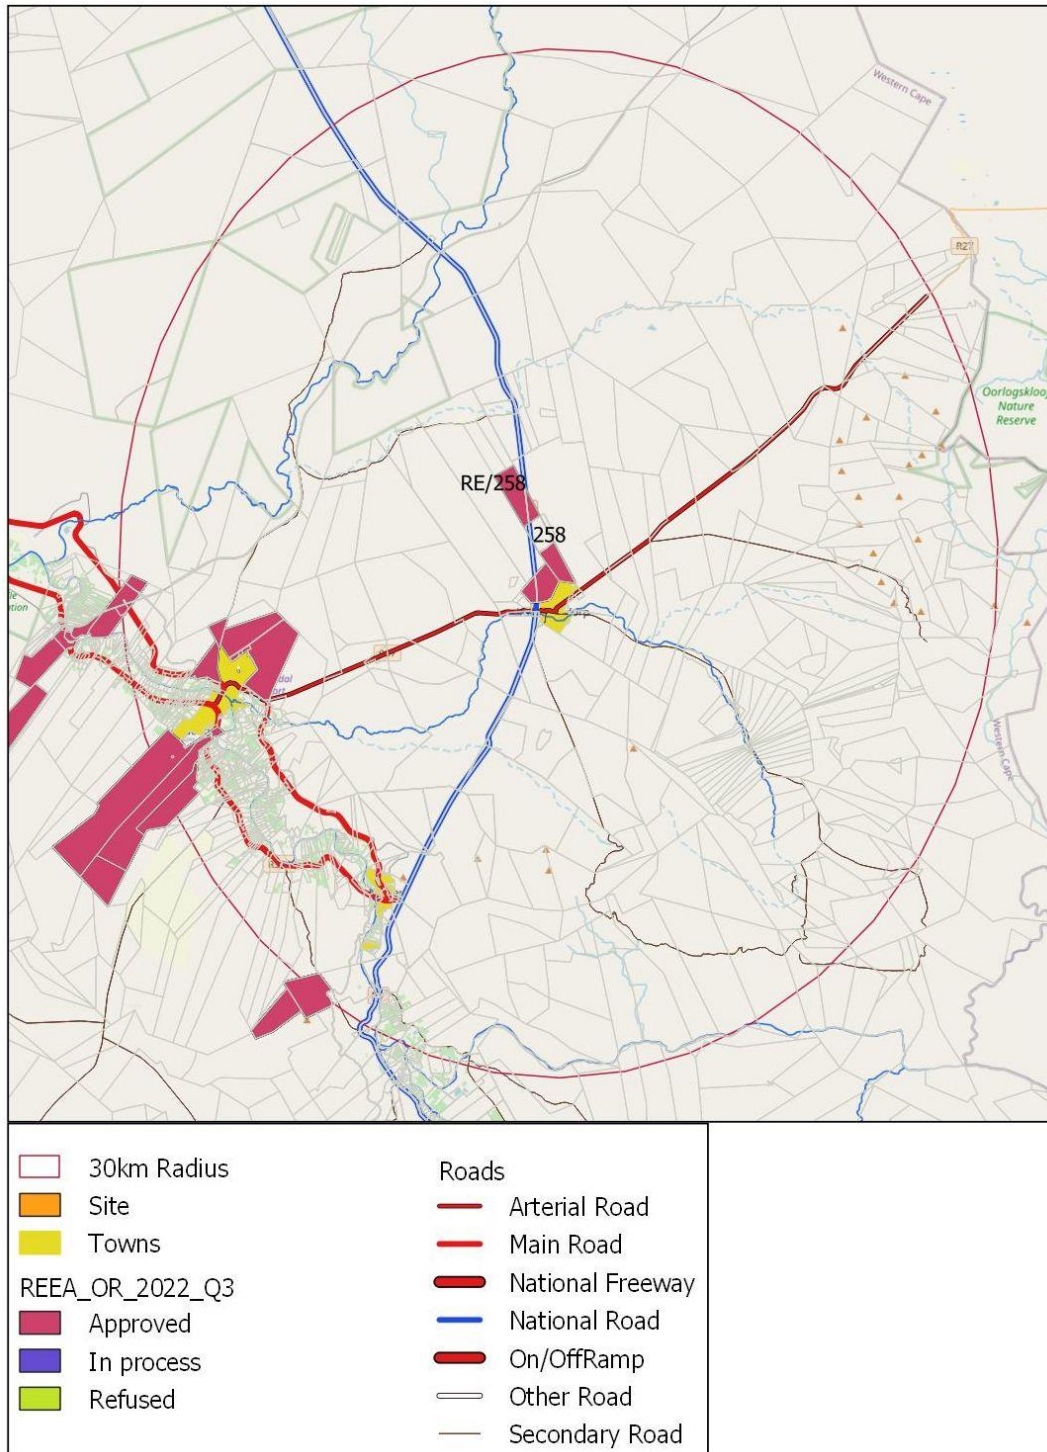 Western Cape
R27
Oorlogskloof
Nature
Reserve
RE/258
258
Western Cape
30km Radius
Site
Towns
REEA_OR_2022_Q3
Approved
In process
Refused
Roads
Arterial Road
Main Road
National Freeway
National Road
On/OffRamp
Other Road
Secondary Road